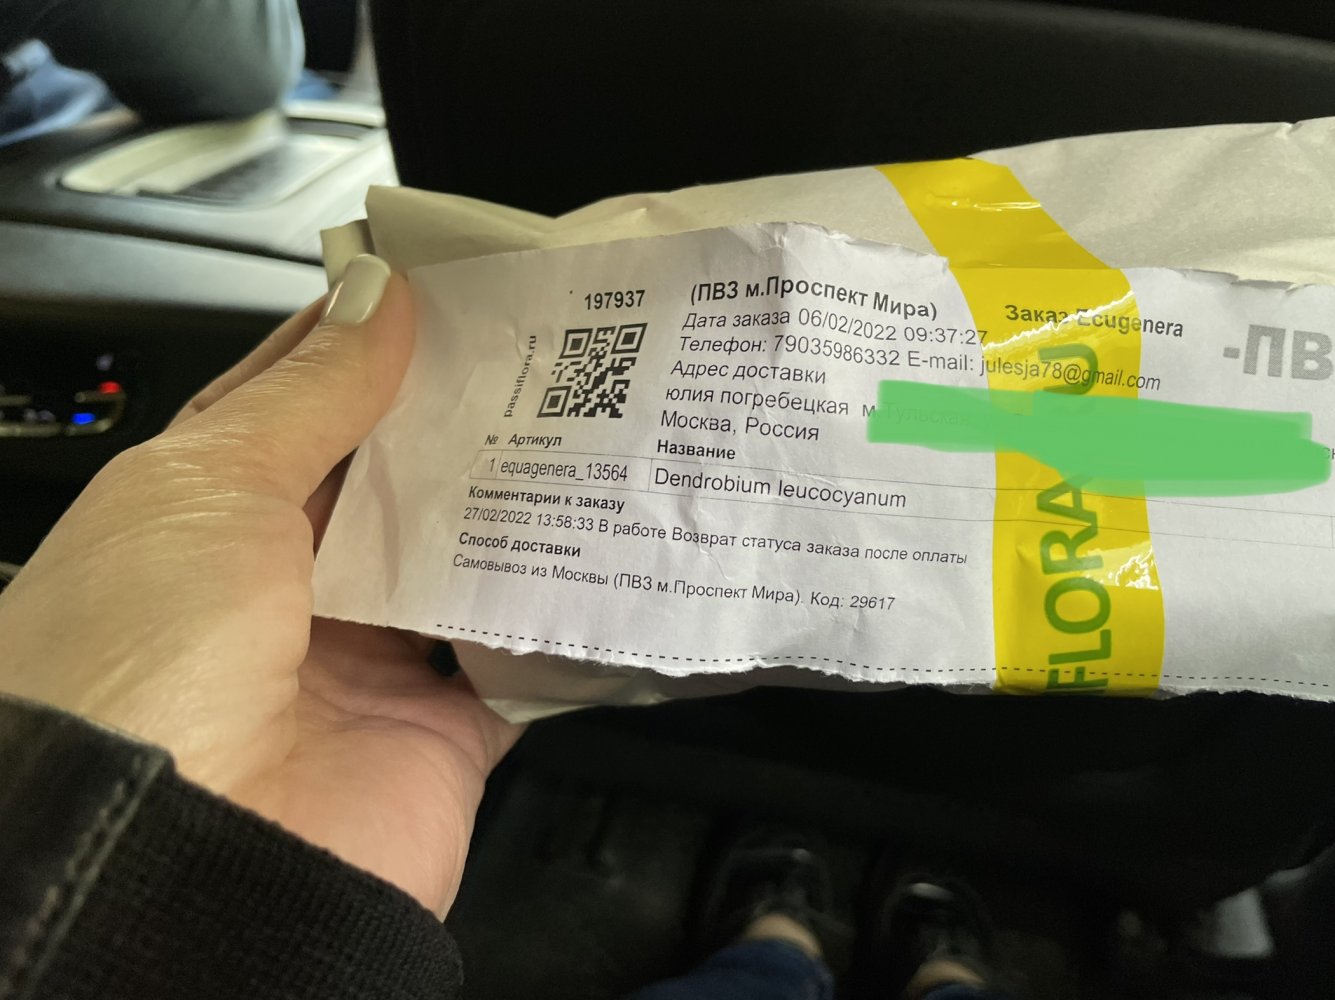 197937
passiflora.ru
(ПВЗ м.Проспект Мира)
Заказ Ecugenera
-ПВ
Дата заказа 06/02/2022 09:37:27
Телефон: 79035986332 E-mail: julesja78@gmail.com
Адрес доставки
юлия погребецкая м.Тульская
Москва, Россия
№ Артикул Название
1 equagenera_13564 Dendrobium leucocyanum
Комментарии к заказу
27/02/2022 13:58:33 В работе Возврат статуса заказа после оплаты
Способ доставки
Самовывоз из Москвы (ПВЗ м.Проспект Мира). Код: 29617